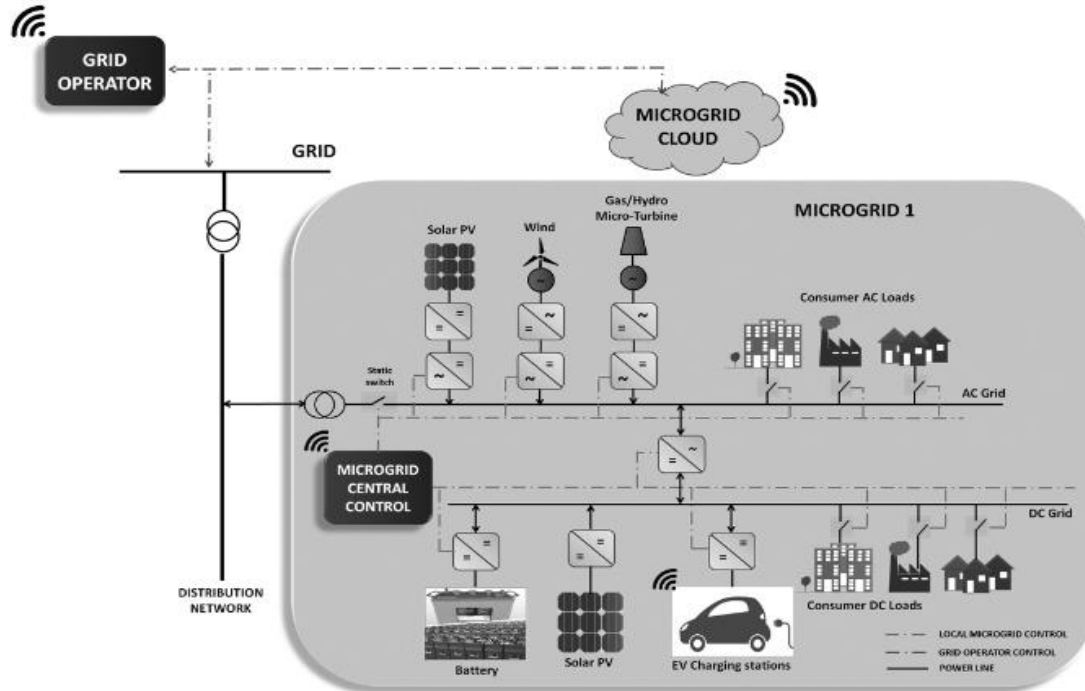 GRID
OPERATOR
MICROGRID
CLOUD
GRID
MICROGRID 1
Solar PV
Wind
Gas/Hydro
Micro-Turbine
Consumer AC Loads
Static
switch
AC Grid
MICROGRID
CENTRAL
CONTROL
DC Grid
DISTRIBUTION
NETWORK
Battery
Solar PV
EV Charging stations
Consumer DC Loads
LOCAL MICROGRID CONTROL
GRID OPERATOR CONTROL
POWER LINE